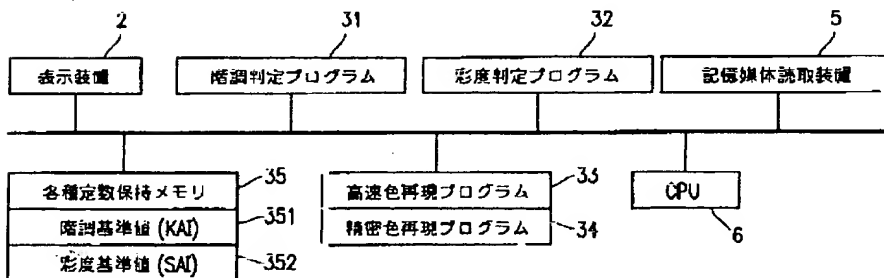 2
31
32
5
表示装置
階調判定プログラム
彩度判定プログラム
記憶媒体読取装置
各種定数保持メモリ
35
高速色再現プログラム
33
CPU
階調基準値 (KAI)
351
精密色再現プログラム
34
6
彩度基準値 (SAI)
352